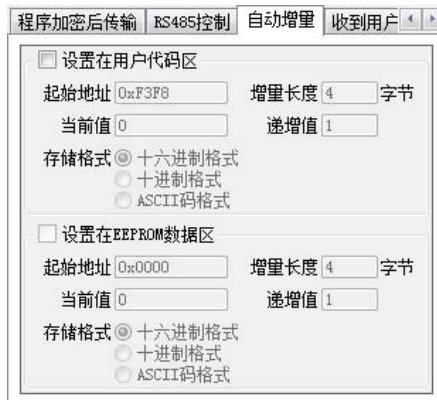 程序加密后传输 RS485控制 自动增量 收到用户
设置在用户代码区
起始地址 0xF3F8 增量长度 4 字节
当前值 0 递增值 1
存储格式 十六进制格式
十进制格式
ASCII码格式
设置在EEPROM数据区
起始地址 0x0000 增量长度 4 字节
当前值 0 递增值 1
存储格式 十六进制格式
十进制格式
ASCII码格式